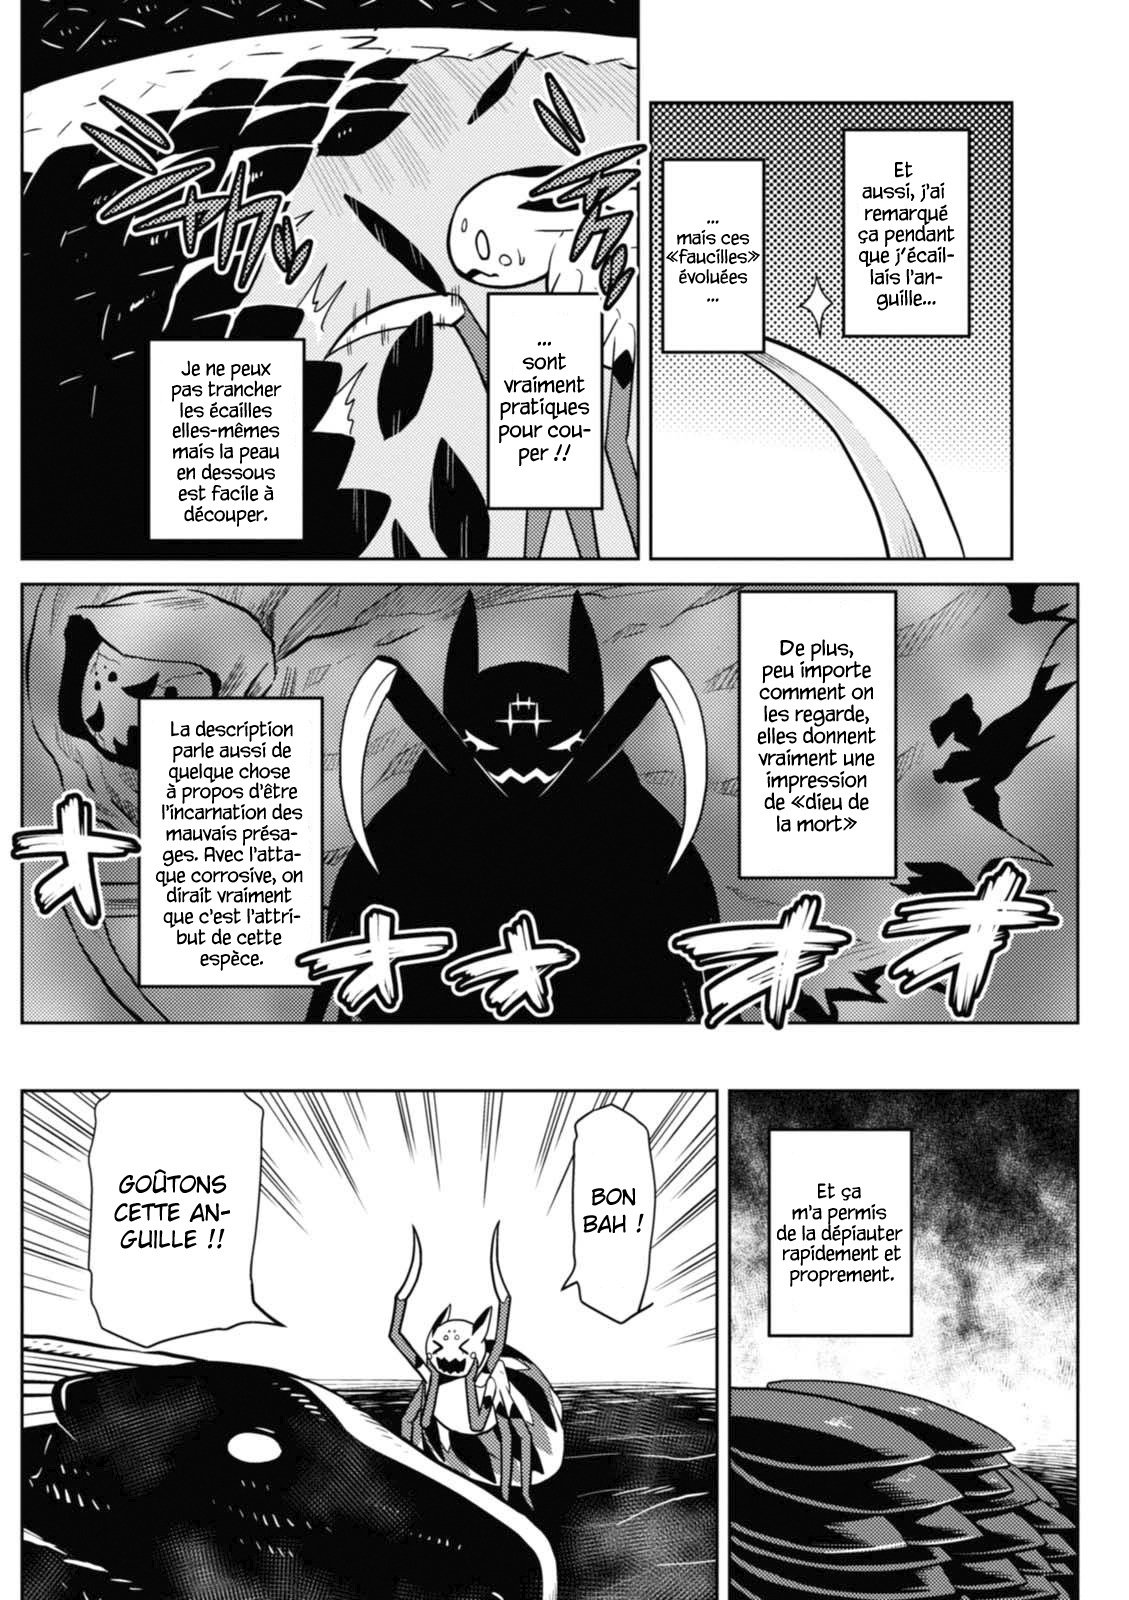 Et
aussi, j'ai
remarqué
ça pendant
que j'écail-
lais l'an-
guille...
...
mais ces
«faucilles»
évoluées
...
...
sont
vraiment
pratiques
pour cou-
per !!
Je ne peux
pas trancher
les écailles
elles-mêmes
mais la peau
en dessous
est facile à
découper.
De plus,
peu importe
comment on
les regarde,
elles donnent
vraiment une
impression
de «dieu de
la mort»
La description
parle aussi de
quelque chose
à propos d'être
l'incarnation des
mauvais présa-
ges. Avec l'atta-
que corrosive, on
dirait vraiment
que c'est l'attri-
but de cette
espèce.
オオオオオ
Et ça
m'a permis
de la dépiauter
rapidement et
proprement.
BON
BAH !
GOÛTONS
CETTE AN-
GUILLE !!